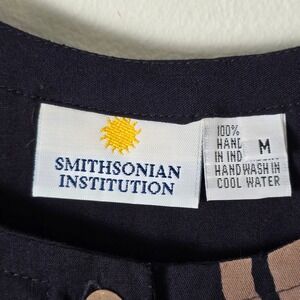 SMITHSONIAN
INSTITUTION
100%
HAND
IN IND
HANDWASH IN
COOL WATER
M